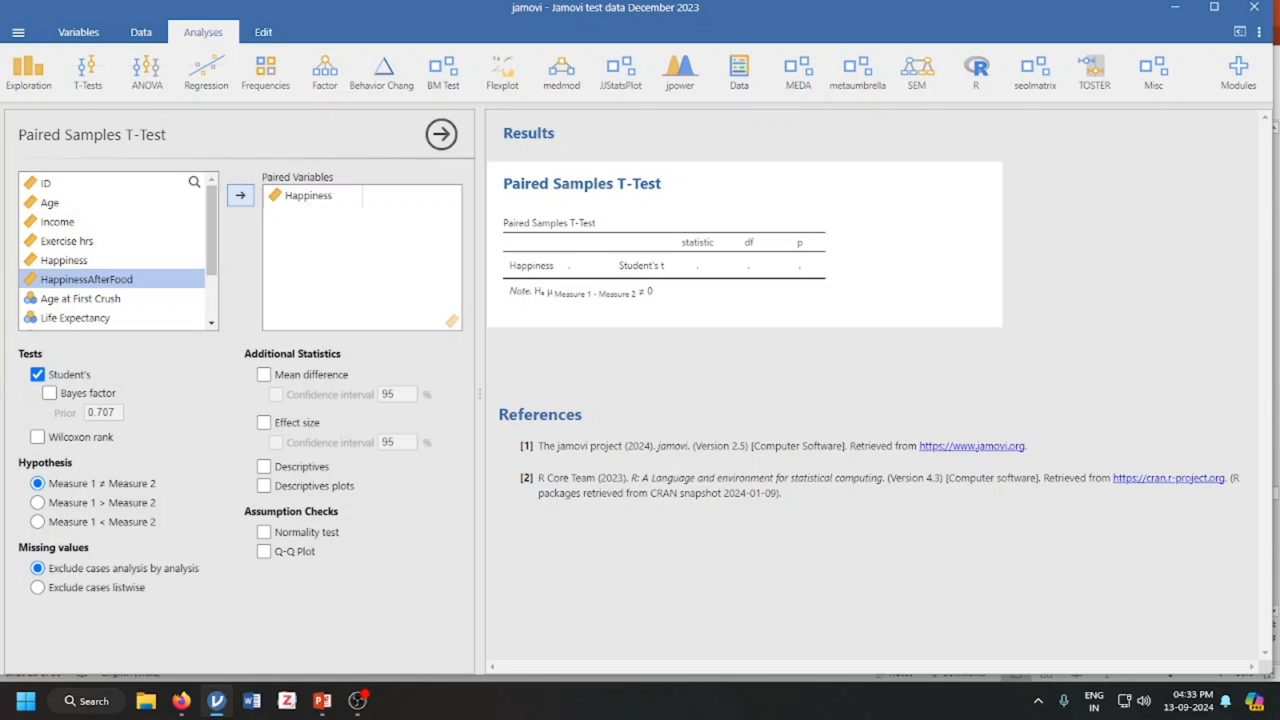 jamovi - Jamovi test data December 2023
Variables Data Analyses Edit
Exploration T-Tests ANOVA Regression Frequencies Factor Behavior Chang BM Test Flexplot medmod JJStatsPlot jpower Data MEDA metaumbrella SEM R seolmatrix TOSTER Misc Modules
Paired Samples T-Test
ID
Age
Income
Exercise hrs
Happiness
HappinessAfterFood
Age at First Crush
Life Expectancy
Paired Variables
Happiness
Tests
Student's
Bayes factor
Prior 0.707
Wilcoxon rank
Hypothesis
Measure 1 ≠ Measure 2
Measure 1 > Measure 2
Measure 1 < Measure 2
Missing values
Exclude cases analysis by analysis
Exclude cases listwise
Additional Statistics
Mean difference
Confidence interval 95 %
Effect size
Confidence interval 95 %
Descriptives
Descriptives plots
Assumption Checks
Normality test
Q-Q Plot
Results
Paired Samples T-Test
Paired Samples T-Test
statistic df p
Happiness . Student's t . . .
Note. Hₐ μ Measure 1 - Measure 2 ≠ 0
References
[1] The jamovi project (2024). jamovi. (Version 2.5) [Computer Software]. Retrieved from https://www.jamovi.org.
[2] R Core Team (2023). R: A Language and environment for statistical computing. (Version 4.3) [Computer software]. Retrieved from https://cran.r-project.org. (R
packages retrieved from CRAN snapshot 2024-01-09).
Search
ENG
IN
04:33 PM
13-09-2024